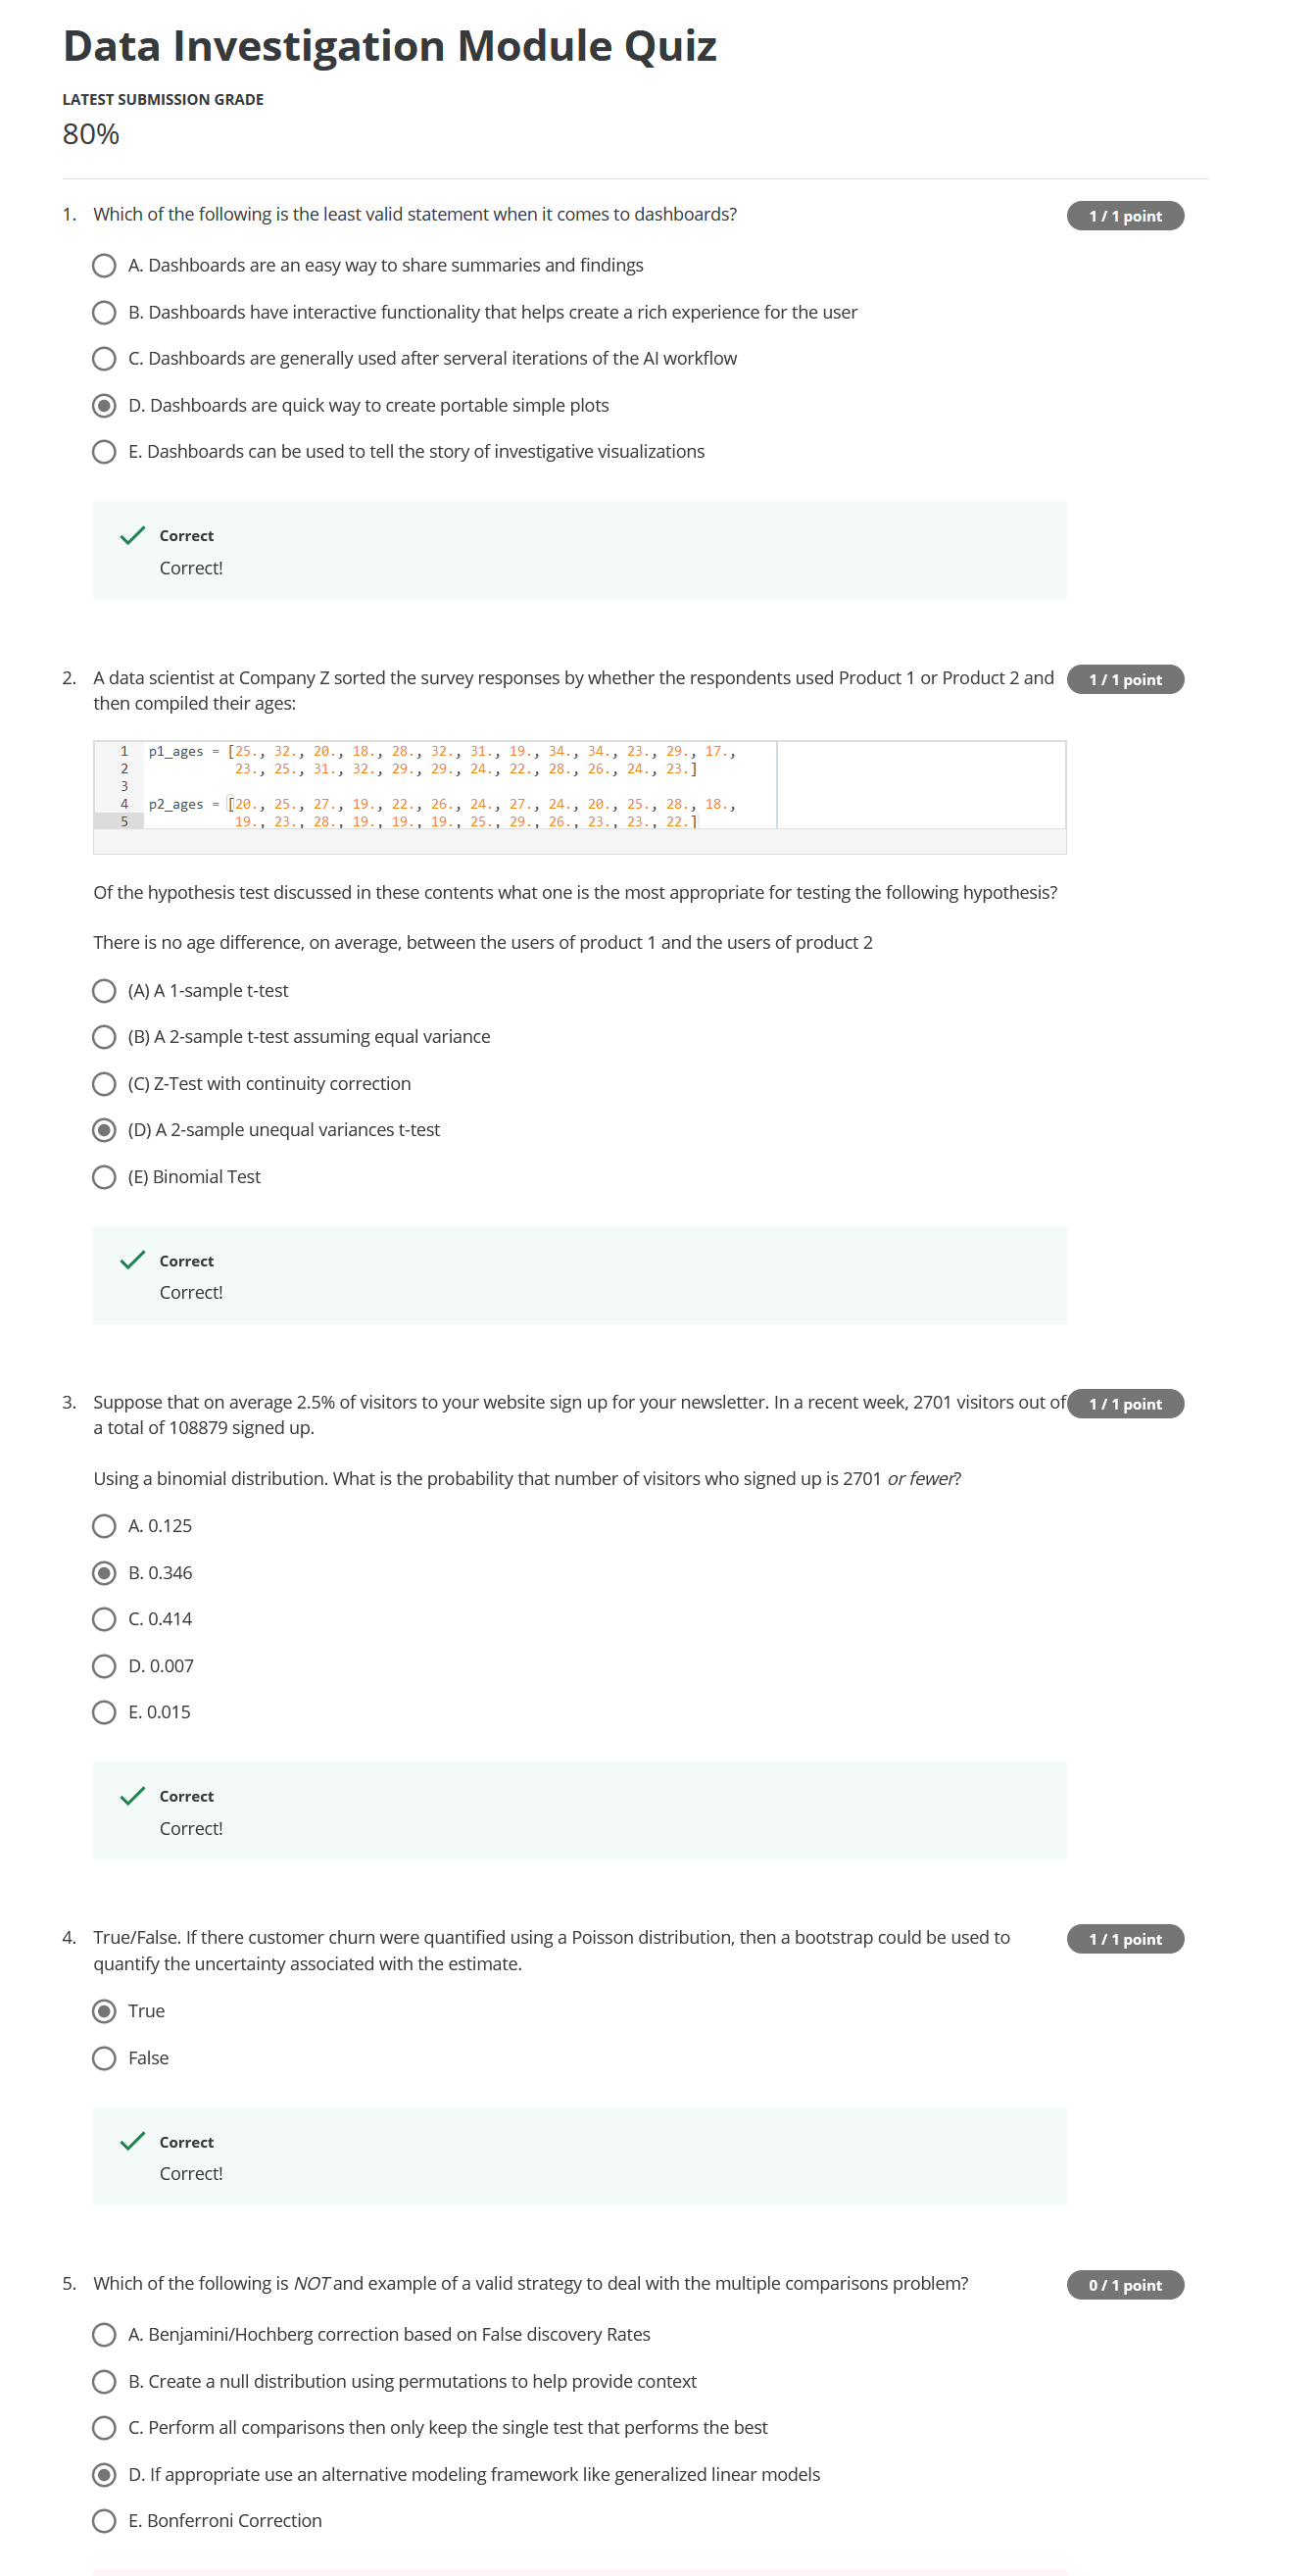 Data Investigation Module Quiz
LATEST SUBMISSION GRADE
80%
1. Which of the following is the least valid statement when it comes to dashboards?
1 / 1 point
A. Dashboards are an easy way to share summaries and findings
B. Dashboards have interactive functionality that helps create a rich experience for the user
C. Dashboards are generally used after serveral iterations of the AI workflow
D. Dashboards are quick way to create portable simple plots
E. Dashboards can be used to tell the story of investigative visualizations
Correct
Correct!
2. A data scientist at Company Z sorted the survey responses by whether the respondents used Product 1 or Product 2 and
1 / 1 point
then compiled their ages:
1 p1_ages = [25., 32., 20., 18., 28., 32., 31., 19., 34., 34., 23., 29., 17.,
2 23., 25., 31., 32., 29., 29., 24., 22., 28., 26., 24., 23.]
3
4 p2_ages = [20., 25., 27., 19., 22., 26., 24., 27., 24., 20., 25., 28., 18.,
5 19., 23., 28., 19., 19., 19., 25., 29., 26., 23., 23., 22.]
Of the hypothesis test discussed in these contents what one is the most appropriate for testing the following hypothesis?
There is no age difference, on average, between the users of product 1 and the users of product 2
(A) A 1-sample t-test
(B) A 2-sample t-test assuming equal variance
(C) Z-Test with continuity correction
(D) A 2-sample unequal variances t-test
(E) Binomial Test
Correct
Correct!
3. Suppose that on average 2.5% of visitors to your website sign up for your newsletter. In a recent week, 2701 visitors out of
1 / 1 point
a total of 108879 signed up.
Using a binomial distribution. What is the probability that number of visitors who signed up is 2701 or fewer?
A. 0.125
B. 0.346
C. 0.414
D. 0.007
E. 0.015
Correct
Correct!
4. True/False. If there customer churn were quantified using a Poisson distribution, then a bootstrap could be used to
1 / 1 point
quantify the uncertainty associated with the estimate.
True
False
Correct
Correct!
5. Which of the following is NOT and example of a valid strategy to deal with the multiple comparisons problem?
0 / 1 point
A. Benjamini/Hochberg correction based on False discovery Rates
B. Create a null distribution using permutations to help provide context
C. Perform all comparisons then only keep the single test that performs the best
D. If appropriate use an alternative modeling framework like generalized linear models
E. Bonferroni Correction